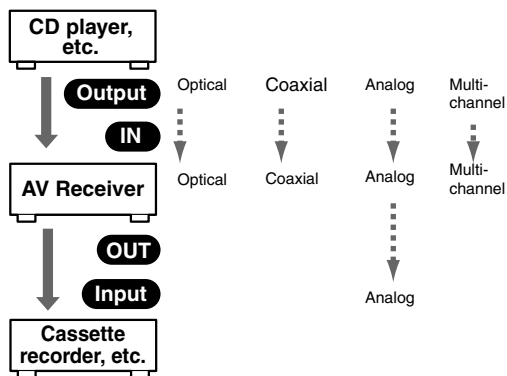 CD player,
etc.
Output
Optical
Coaxial
Analog
Multi-
channel
IN
AV Receiver
Optical
Coaxial
Analog
Multi-
channel
OUT
Input
Analog
Cassette
recorder, etc.